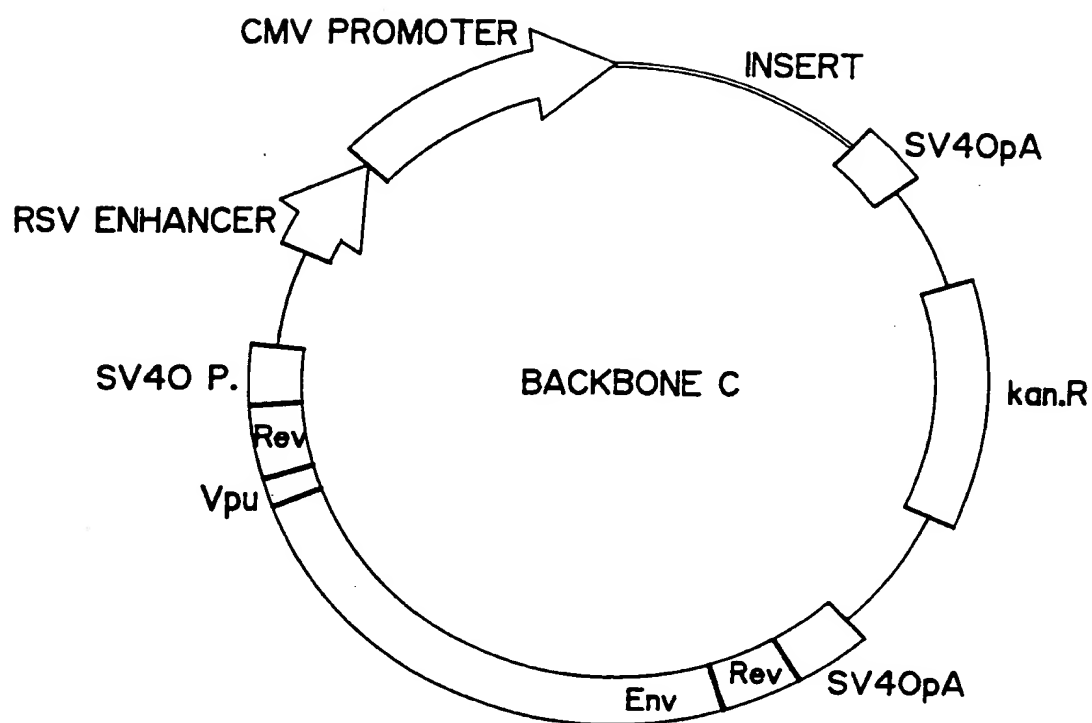 CMV PROMOTER
INSERT
SV40pA
RSV ENHANCER
SV40 P.
BACKBONE C
kan.R
Rev
Vpu
Env
Rev
SV40pA